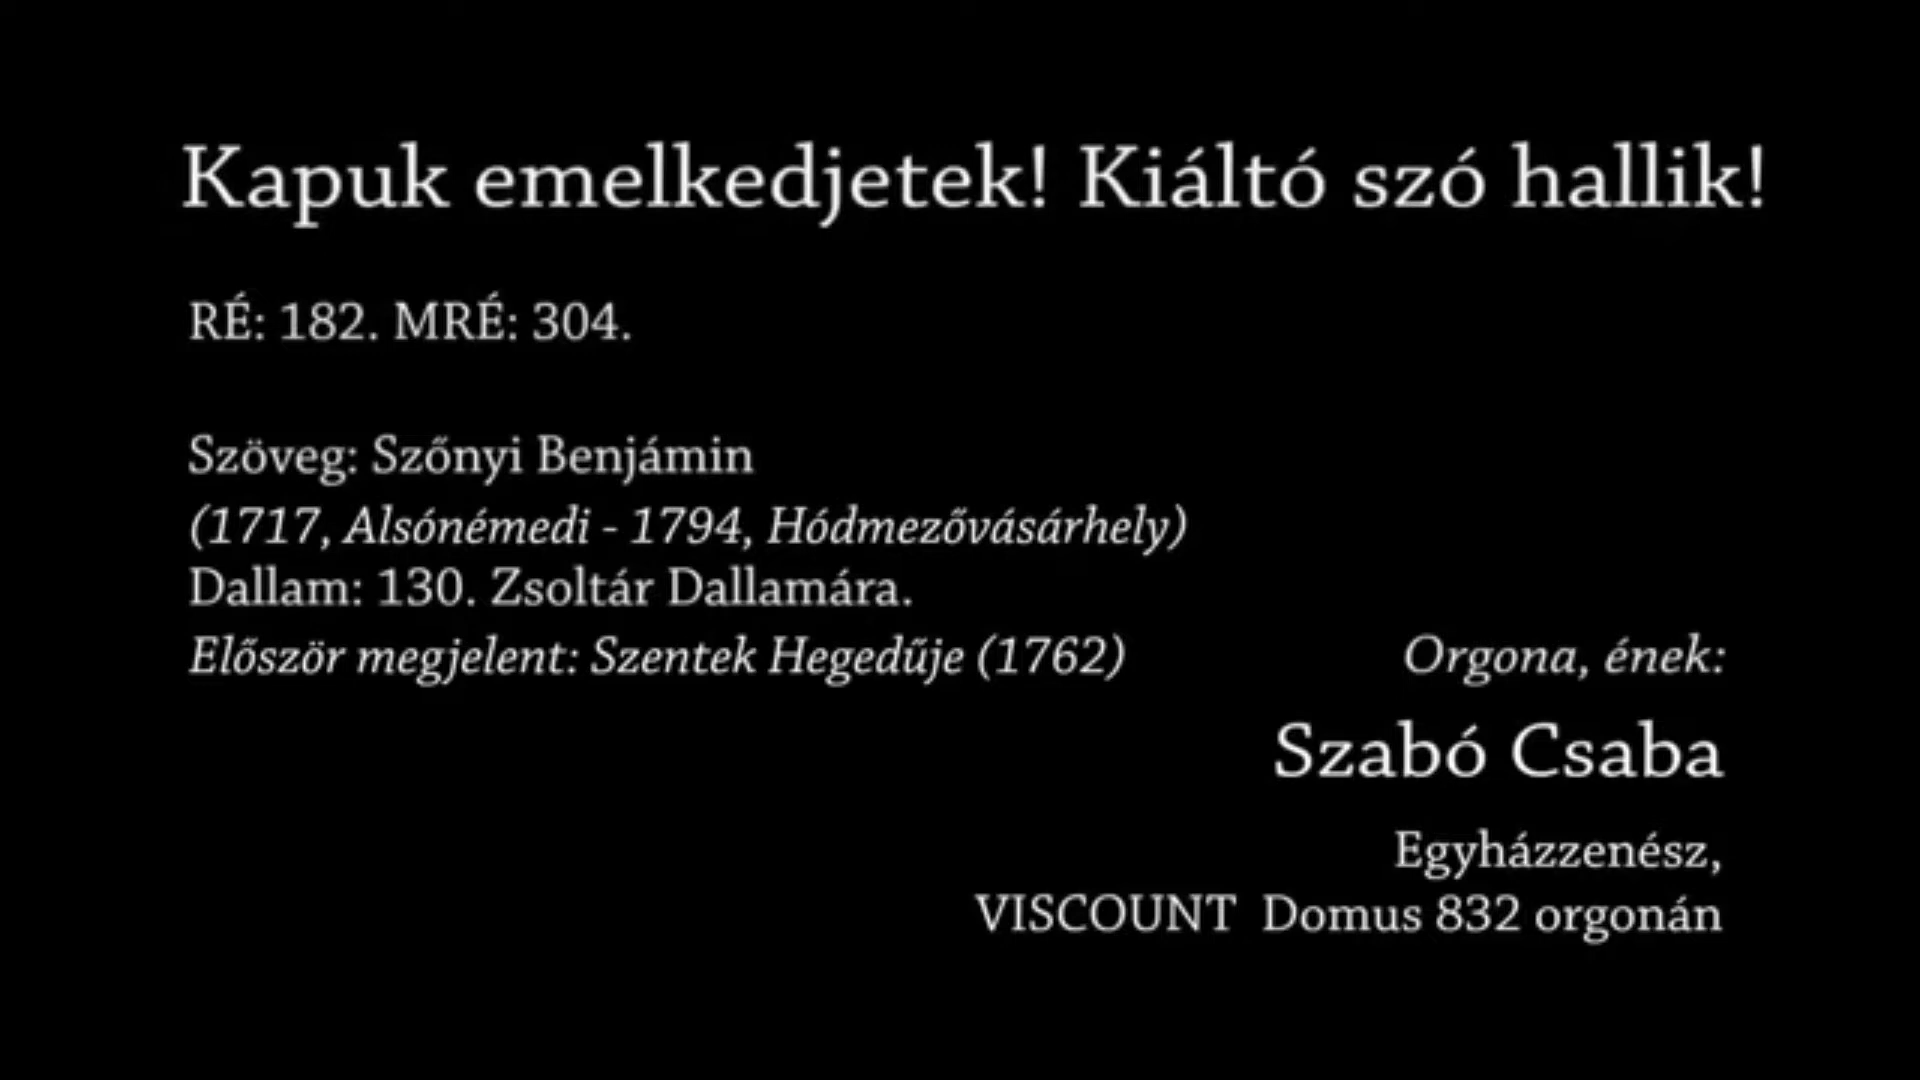 Kapuk emelkedjetek! Kiáltó szó hallik!
RÉ: 182. MRÉ: 304.
Szöveg: Szőnyi Benjámin
(1717, Alsónémedi - 1794, Hódmezővásárhely)
Dallam: 130. Zsoltár Dallamára.
Először megjelent: Szentek Hegedűje (1762)
Orgona, ének:
Szabó Csaba
Egyházzenész,
VISCOUNT Domus 832 orgonán